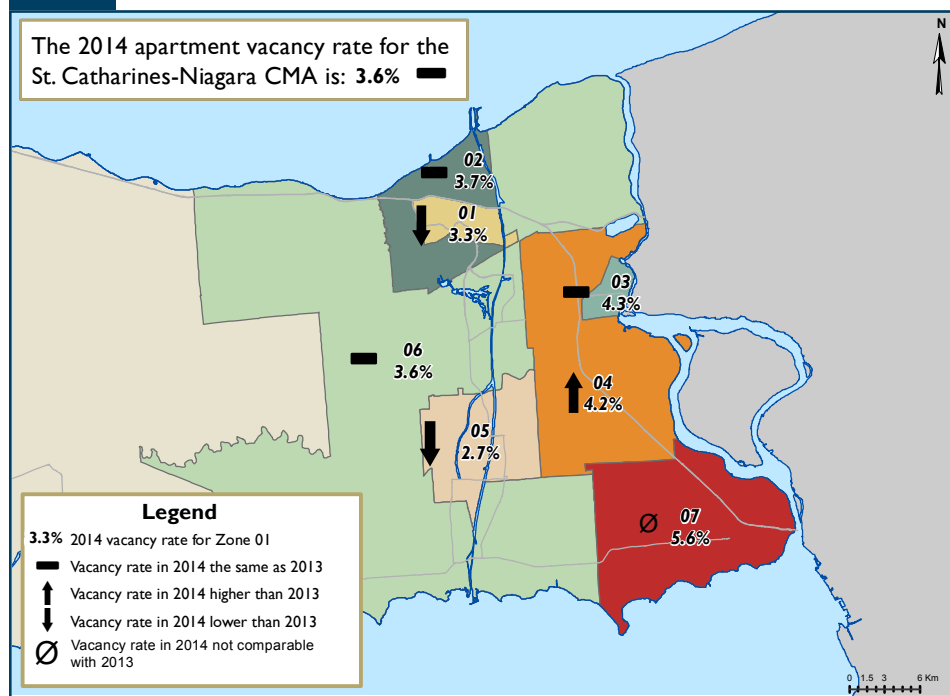 The 2014 apartment vacancy rate for the
St. Catharines-Niagara CMA is: 3.6%
N
02
3.7%
01
3.3%
03
4.3%
06
3.6%
04
4.2%
05
2.7%
07
5.6%
Legend
3.3% 2014 vacancy rate for Zone 01
Vacancy rate in 2014 the same as 2013
Vacancy rate in 2014 higher than 2013
Vacancy rate in 2014 lower than 2013
Ø Vacancy rate in 2014 not comparable
with 2013
0 1.5 3 6 Km